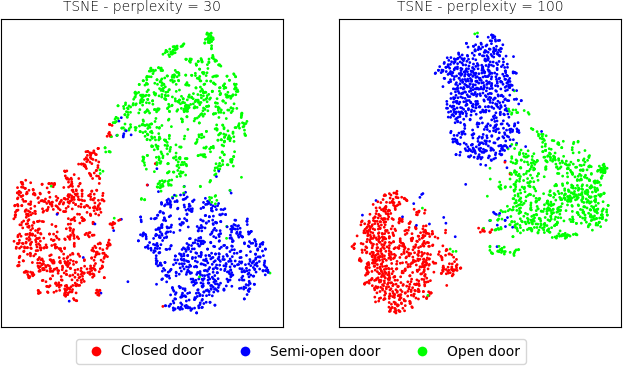 TSNE - perplexity = 30
TSNE - perplexity = 100
Closed door
Semi-open door
Open door